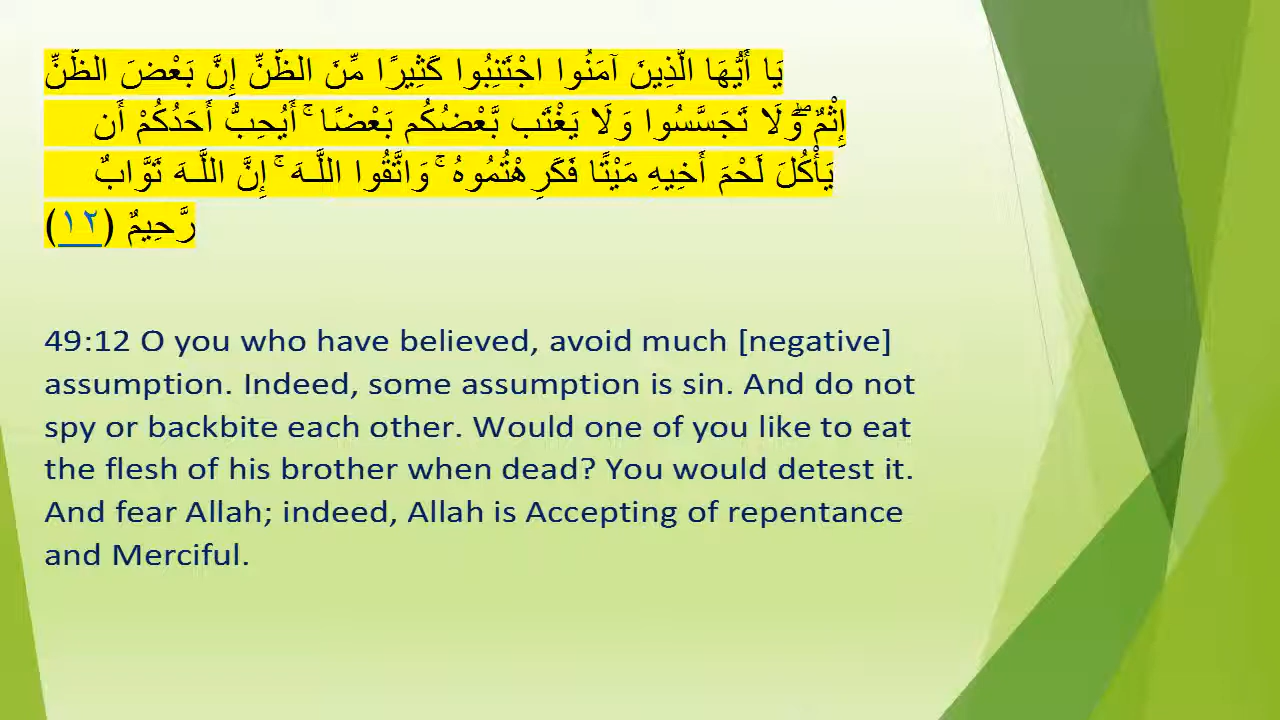 يَا أَيُّهَا الَّذِينَ آمَنُوا اجْتَنِبُوا كَثِيرًا مِّنَ الظَّنِّ إِنَّ بَعْضَ الظَّنِّ
إِثْمٌ ۖ وَلَا تَجَسَّسُوا وَلَا يَغْتَب بَّعْضُكُم بَعْضًا ۚ أَيُحِبُّ أَحَدُكُمْ أَن
يَأْكُلَ لَحْمَ أَخِيهِ مَيْتًا فَكَرِهْتُمُوهُ ۚ وَاتَّقُوا اللَّـهَ ۚ إِنَّ اللَّـهَ تَوَّابٌ
رَّحِيمٌ ﴿١٢﴾
49:12 O you who have believed, avoid much [negative]
assumption. Indeed, some assumption is sin. And do not
spy or backbite each other. Would one of you like to eat
the flesh of his brother when dead? You would detest it.
And fear Allah; indeed, Allah is Accepting of repentance
and Merciful.